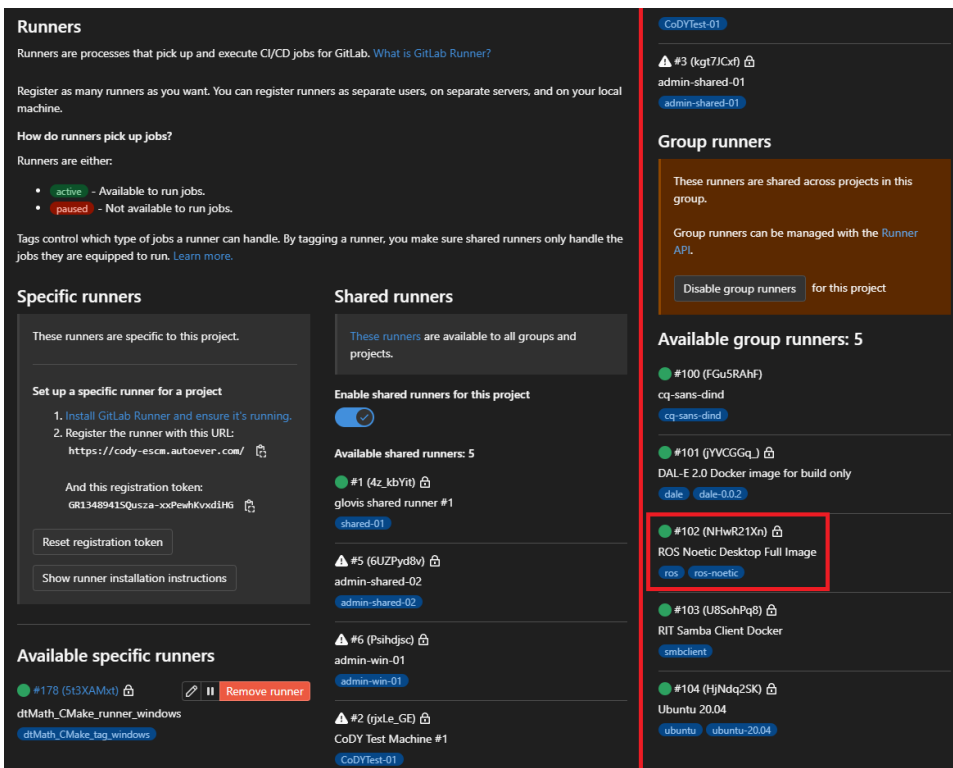 Runners
Runners are processes that pick up and execute CI/CD jobs for GitLab. What is GitLab Runner?
Register as many runners as you want. You can register runners as separate users, on separate servers, and on your local
machine.
How do runners pick up jobs?
Runners are either:
active - Available to run jobs.
paused - Not available to run jobs.
Tags control which type of jobs a runner can handle. By tagging a runner, you make sure shared runners only handle the
jobs they are equipped to run. Learn more.
Specific runners
These runners are specific to this project.
Set up a specific runner for a project
1. Install GitLab Runner and ensure it's running.
2. Register the runner with this URL:
https://cody-escm.autoever.com/
And this registration token:
GR1348941SQusza-xxPewhKvxdiHG
Reset registration token
Show runner installation instructions
Available specific runners
#178 (5t3XAMxt)
Remove runner
dtMath_CMake_runner_windows
dtMath_CMake_tag_windows
Shared runners
These runners are available to all groups and
projects.
Enable shared runners for this project
Available shared runners: 5
#1 (4z_kbYit)
glovis shared runner #1
shared-01
#5 (6UZPyd8v)
admin-shared-02
admin-shared-02
#6 (Psihdjsc)
admin-win-01
admin-win-01
#2 (rjxLe_GE)
CoDY Test Machine #1
CoDYTest-01
CoDYTest-01
#3 (kgt7JCxf)
admin-shared-01
admin-shared-01
Group runners
These runners are shared across projects in this
group.
Group runners can be managed with the Runner
API.
Disable group runners for this project
Available group runners: 5
#100 (FGu5RAhF)
cq-sans-dind
cq-sans-dind
#101 (jYVCGGq_)
DAL-E 2.0 Docker image for build only
dale dale-0.0.2
#102 (NHwR21Xn)
ROS Noetic Desktop Full Image
ros ros-noetic
#103 (U8SohPq8)
RIT Samba Client Docker
smbclient
#104 (HjNdq2SK)
Ubuntu 20.04
ubuntu ubuntu-20.04